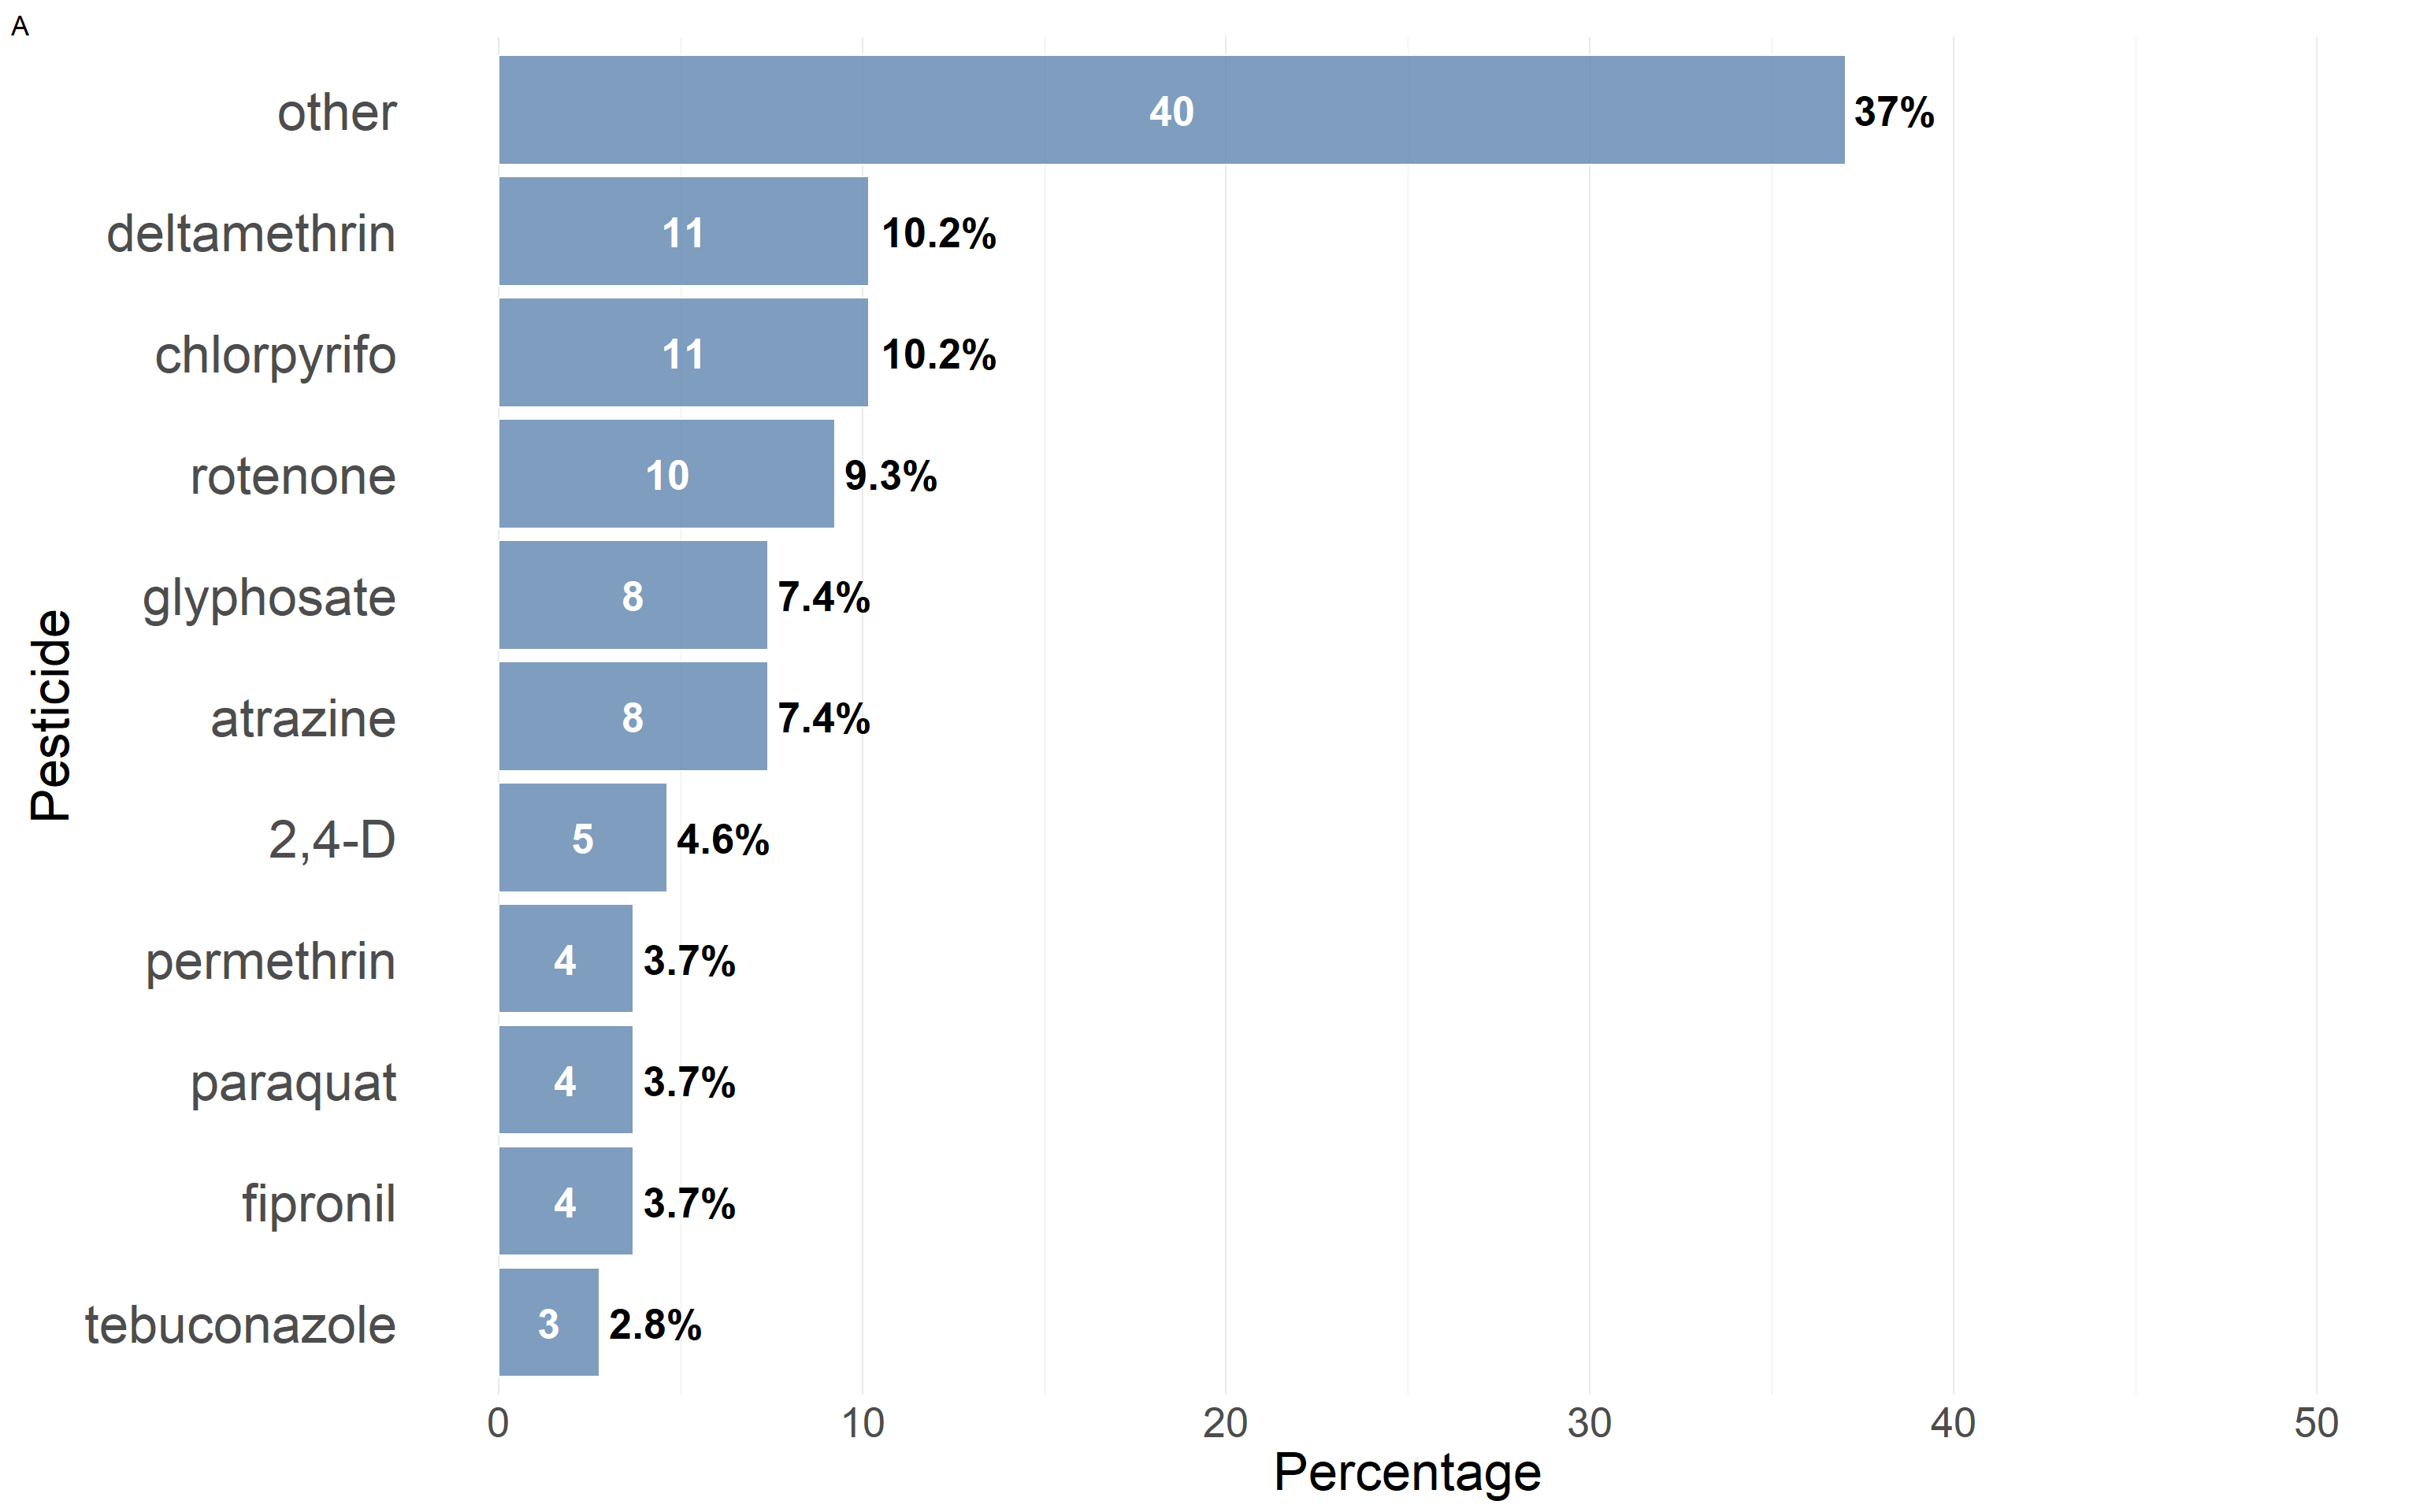 A
other 40 37%
deltamethrin 11 10.2%
chlorpyrifo 11 10.2%
rotenone 10 9.3%
glyphosate 8 7.4%
atrazine 8 7.4%
2,4-D 5 4.6%
permethrin 4 3.7%
paraquat 4 3.7%
fipronil 4 3.7%
tebuconazole 3 2.8%
Pesticide
0 10 20 30 40 50
Percentage